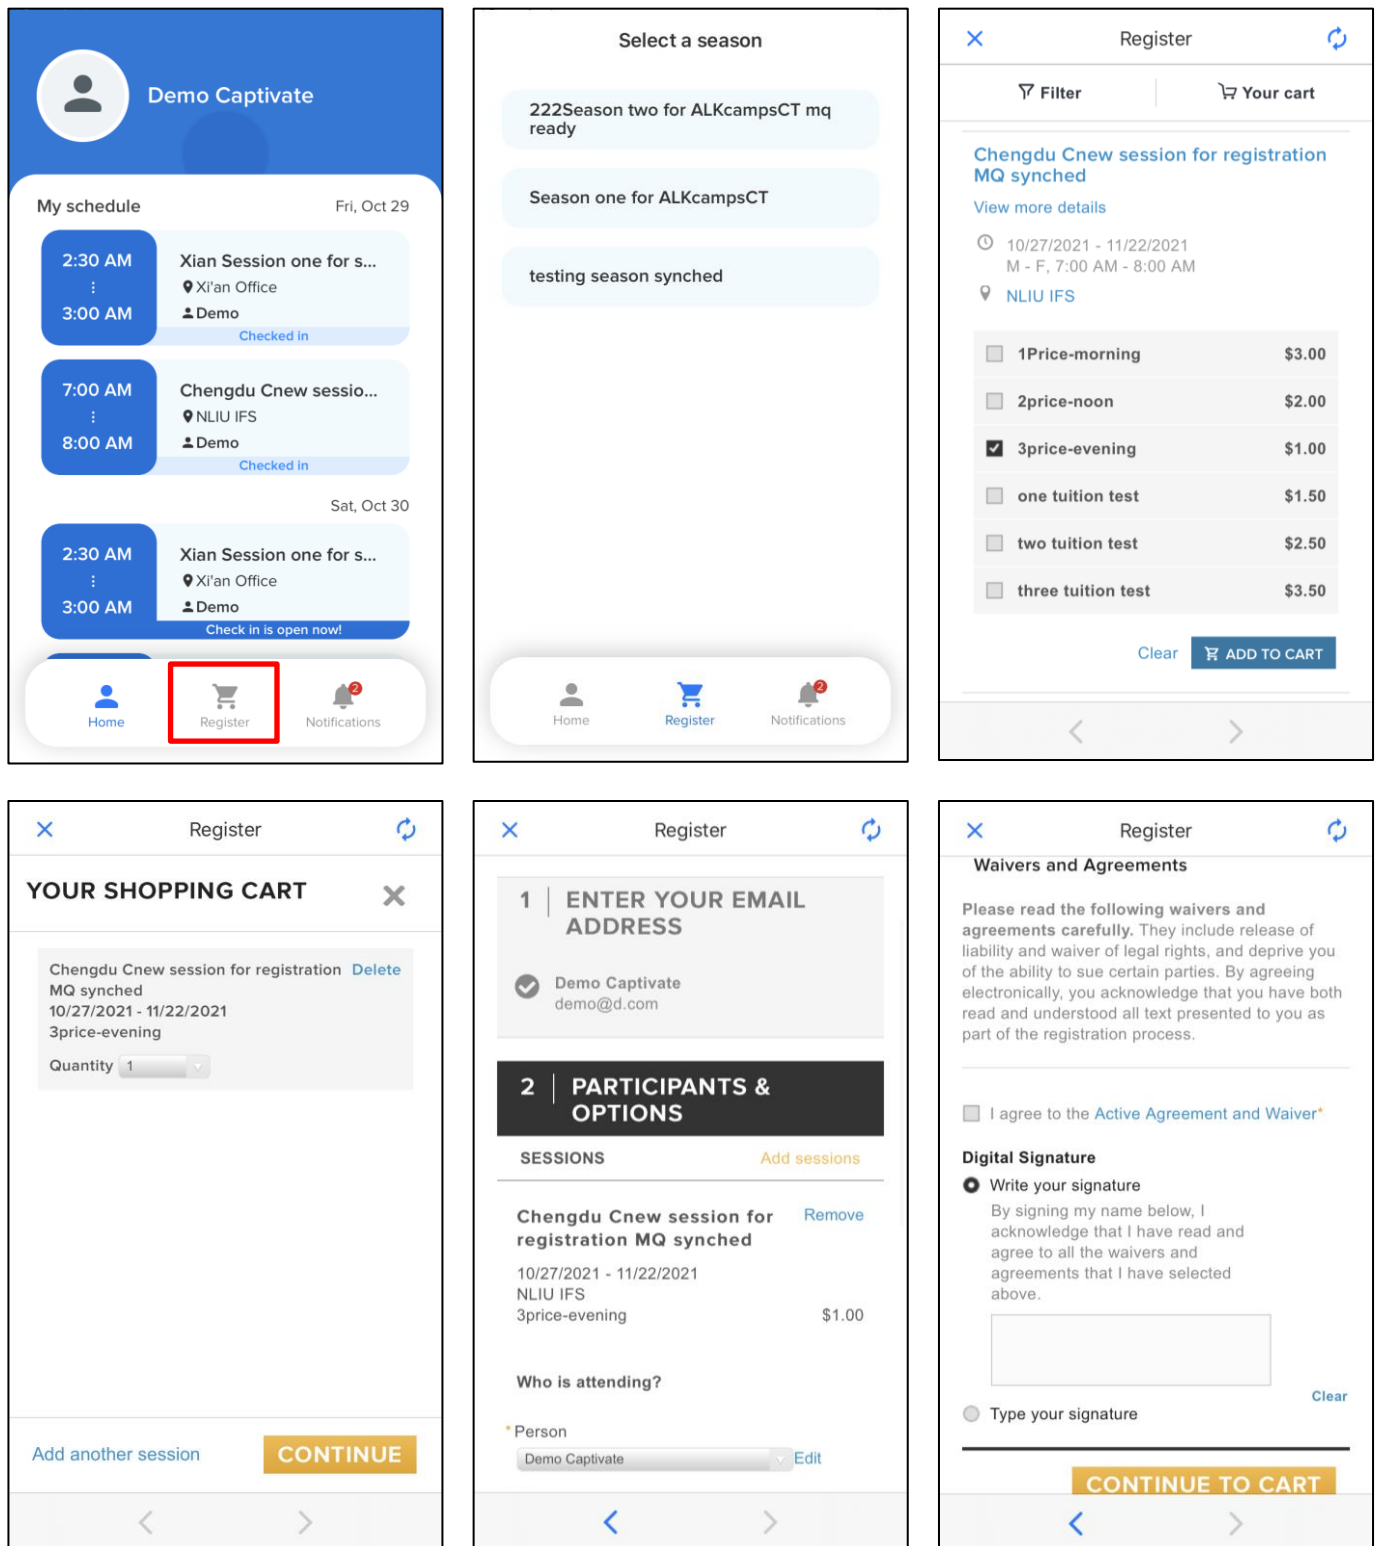 Demo Captivate
My schedule
Fri, Oct 29
2:30 AM
3:00 AM
Xian Session one for s...
Xi'an Office
Demo
Checked in
7:00 AM
8:00 AM
Chengdu Cnew sessio...
NLIU IFS
Demo
Checked in
Sat, Oct 30
2:30 AM
3:00 AM
Xian Session one for s...
Xi'an Office
Demo
Check in is open now!
Home
Register
2
Notifications
Select a season
222Season two for ALKcampsCT mq
ready
Season one for ALKcampsCT
testing season synched
Home
Register
2
Notifications
Register
Filter
Your cart
Chengdu Cnew session for registration
MQ synched
View more details
10/27/2021 - 11/22/2021
M - F, 7:00 AM - 8:00 AM
NLIU IFS
1Price-morning $3.00
2price-noon $2.00
3price-evening $1.00
one tuition test $1.50
two tuition test $2.50
three tuition test $3.50
Clear
ADD TO CART
Register
YOUR SHOPPING CART
Chengdu Cnew session for registration Delete
MQ synched
10/27/2021 - 11/22/2021
3price-evening
Quantity 1
Add another session
CONTINUE
Register
1 ENTER YOUR EMAIL
ADDRESS
Demo Captivate
demo@d.com
2 PARTICIPANTS &
OPTIONS
SESSIONS
Add sessions
Chengdu Cnew session for Remove
registration MQ synched
10/27/2021 - 11/22/2021
NLIU IFS
3price-evening $1.00
Who is attending?
* Person
Demo Captivate
Edit
Register
Waivers and Agreements
Please read the following waivers and
agreements carefully. They include release of
liability and waiver of legal rights, and deprive you
of the ability to sue certain parties. By agreeing
electronically, you acknowledge that you have both
read and understood all text presented to you as
part of the registration process.
I agree to the Active Agreement and Waiver*
Digital Signature
Write your signature
By signing my name below, I
acknowledge that I have read and
agree to all the waivers and
agreements that I have selected
above.
Clear
Type your signature
CONTINUE TO CART